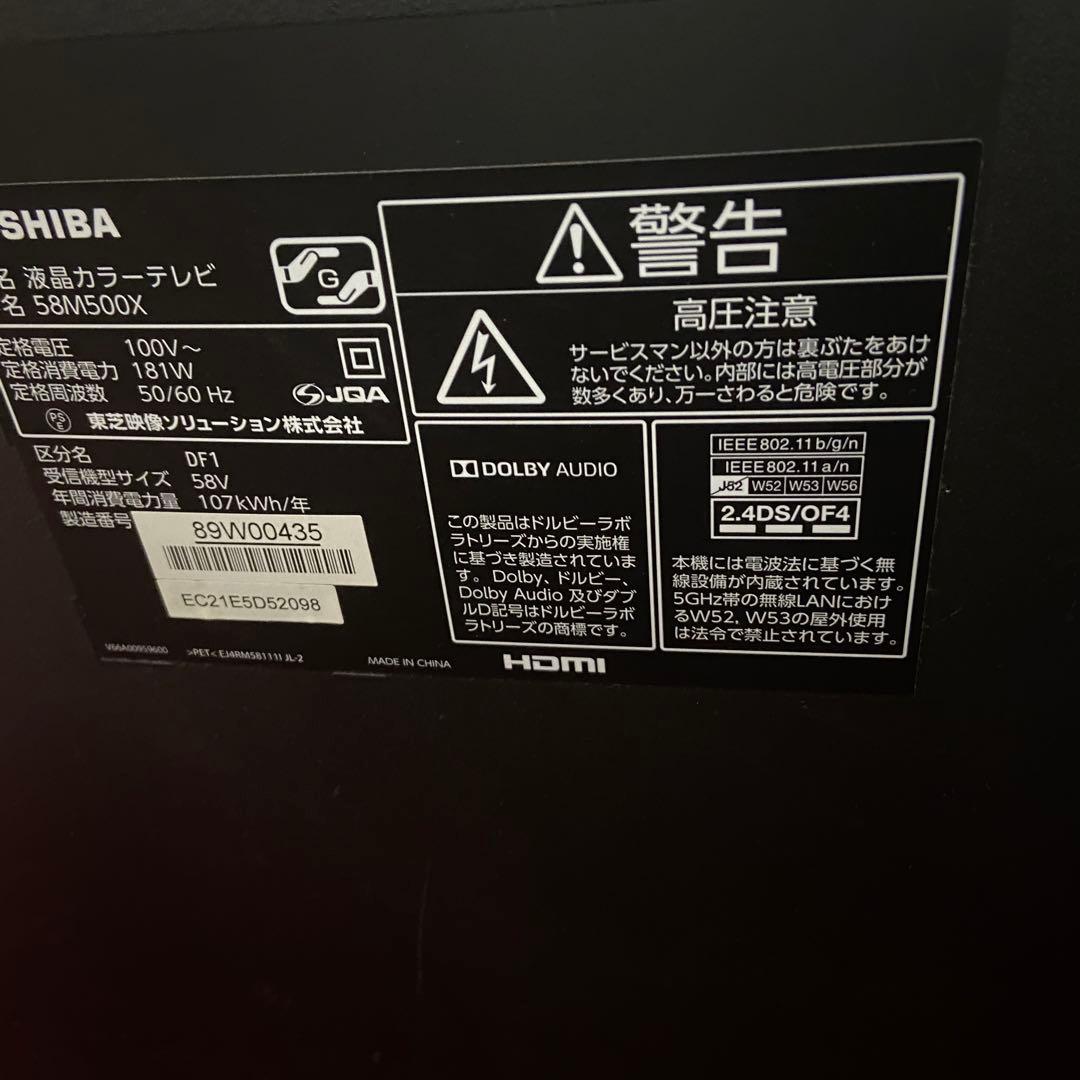 SHIBA
名 液晶カラーテレビ
名 58M500X
G
定格電圧 100V～
定格消費電力 181W
定格周波数 50/60 Hz
JQA
PS
E
東芝映像ソリューション株式会社
区分名 DF1
受信機型サイズ 58V
年間消費電力量 107kWh/年
製造番号
89W00435
EC21E5D52098
V66A00959600
>PET< EJ4RM58111I JL-2
MADE IN CHINA
警告
高圧注意
サービスマン以外の方は裏ぶたをあけ
ないでください。内部には高電圧部分が
数多くあり、万一さわると危険です。
DOLBY AUDIO
この製品はドルビーラボ
ラトリーズからの実施権
に基づき製造されていま
す。Dolby、ドルビー、
Dolby Audio 及びダブ
ルD記号はドルビーラボ
ラトリーズの商標です。
HDMI
IEEE802.11b/g/n
IEEE802.11a/n
J52 W52 W53 W56
2.4DS/OF4
本機には電波法に基づく無
線設備が内蔵されています。
5GHz帯の無線LANにおけ
るW52, W53の屋外使用
は法令で禁止されています。